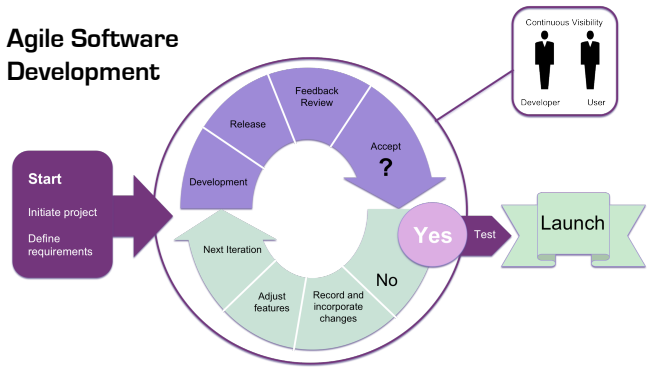 Agile Software
Development
Continuous Visibility
Developer
User
Start
Initiate project
Define
requirements
Development
Release
Feedback
Review
Accept
?
Yes
Test
Launch
No
Record and
incorporate
changes
Adjust
features
Next Iteration